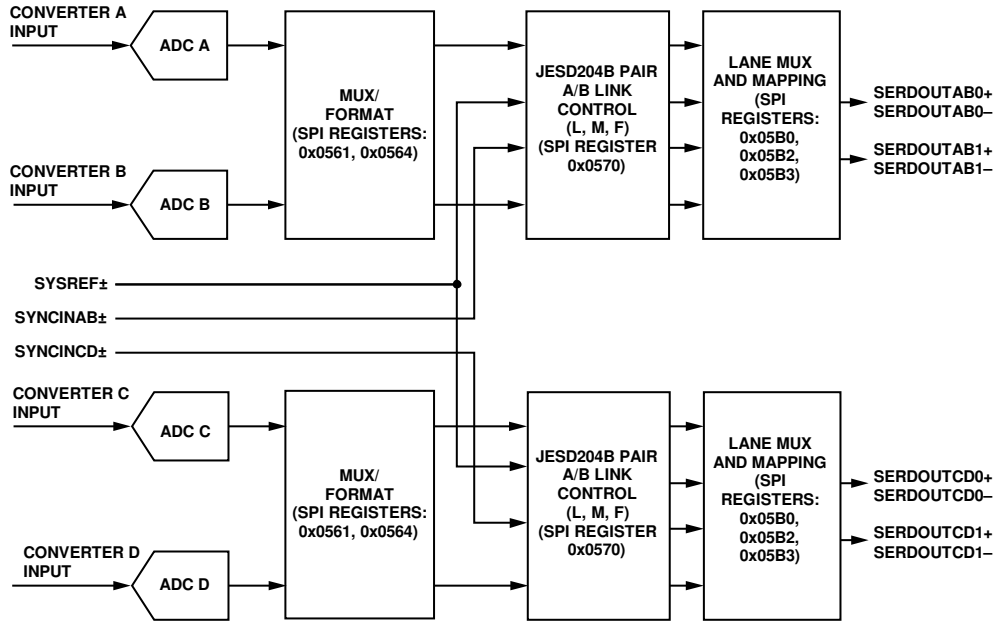 CONVERTER A
INPUT
ADC A
MUX/
FORMAT
(SPI REGISTERS:
0x0561, 0x0564)
JESD204B PAIR
A/B LINK
CONTROL
(L, M, F)
(SPI REGISTER
0x0570)
LANE MUX
AND MAPPING
(SPI
REGISTERS:
0x05B0,
0x05B2,
0x05B3)
SERDOUTAB0+
SERDOUTAB0–
SERDOUTAB1+
SERDOUTAB1–
CONVERTER B
INPUT
ADC B
SYSREF±
SYNCINAB±
SYNCINCD±
CONVERTER C
INPUT
ADC C
MUX/
FORMAT
(SPI REGISTERS:
0x0561, 0x0564)
JESD204B PAIR
A/B LINK
CONTROL
(L, M, F)
(SPI REGISTER
0x0570)
LANE MUX
AND MAPPING
(SPI
REGISTERS:
0x05B0,
0x05B2,
0x05B3)
SERDOUTCD0+
SERDOUTCD0–
SERDOUTCD1+
SERDOUTCD1–
CONVERTER D
INPUT
ADC D